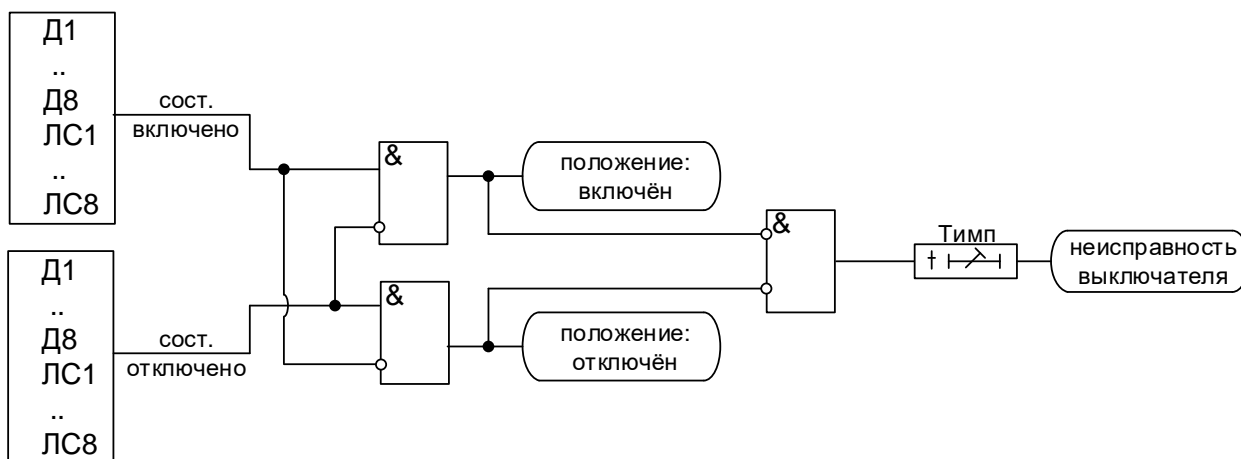 Д1
..
Д8
ЛС1
..
ЛС8
сост.
включено
&
положение:
включён
&
Тимп
t
неисправность
выключателя
Д1
..
Д8
ЛС1
..
ЛС8
сост.
отключено
&
положение:
отключён